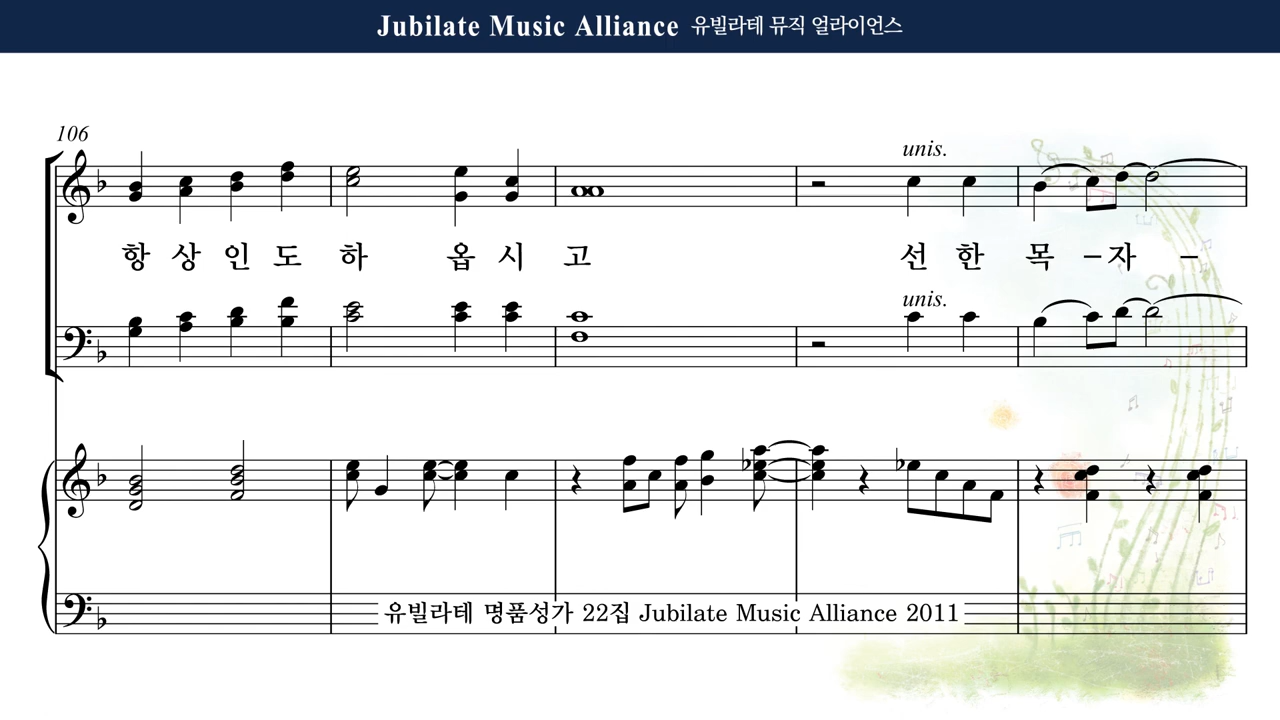 Jubilate Music Alliance 유빌라테 뮤직 얼라이언스
106
unis.
항 상 인 도 하 옵 시 고 선 한 목 - 자 -
unis.
유빌라테 명품성가 22집 Jubilate Music Alliance 2011